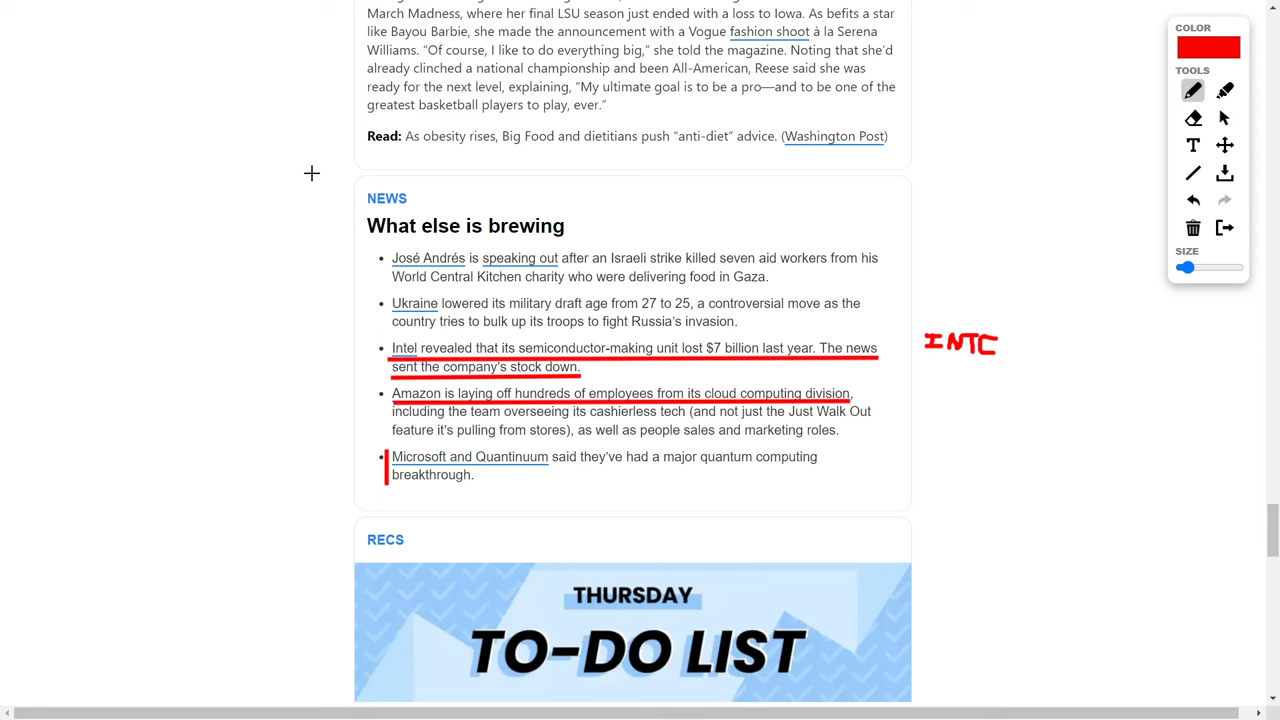 March Madness, where her final LSU season just ended with a loss to Iowa. As befits a star
like Bayou Barbie, she made the announcement with a Vogue fashion shoot à la Serena
Williams. “Of course, I like to do everything big,” she told the magazine. Noting that she’d
already clinched a national championship and been All-American, Reese said she was
ready for the next level, explaining, “My ultimate goal is to be a pro—and to be one of the
greatest basketball players to play, ever.”
Read: As obesity rises, Big Food and dietitians push “anti-diet” advice. (Washington Post)
NEWS
What else is brewing
• José Andrés is speaking out after an Israeli strike killed seven aid workers from his
World Central Kitchen charity who were delivering food in Gaza.
• Ukraine lowered its military draft age from 27 to 25, a controversial move as the
country tries to bulk up its troops to fight Russia’s invasion.
• Intel revealed that its semiconductor-making unit lost $7 billion last year. The news
sent the company’s stock down.
INTC
• Amazon is laying off hundreds of employees from its cloud computing division,
including the team overseeing its cashierless tech (and not just the Just Walk Out
feature it’s pulling from stores), as well as people sales and marketing roles.
• Microsoft and Quantinuum said they’ve had a major quantum computing
breakthrough.
RECS
THURSDAY
TO-DO LIST
COLOR
TOOLS
T
SIZE